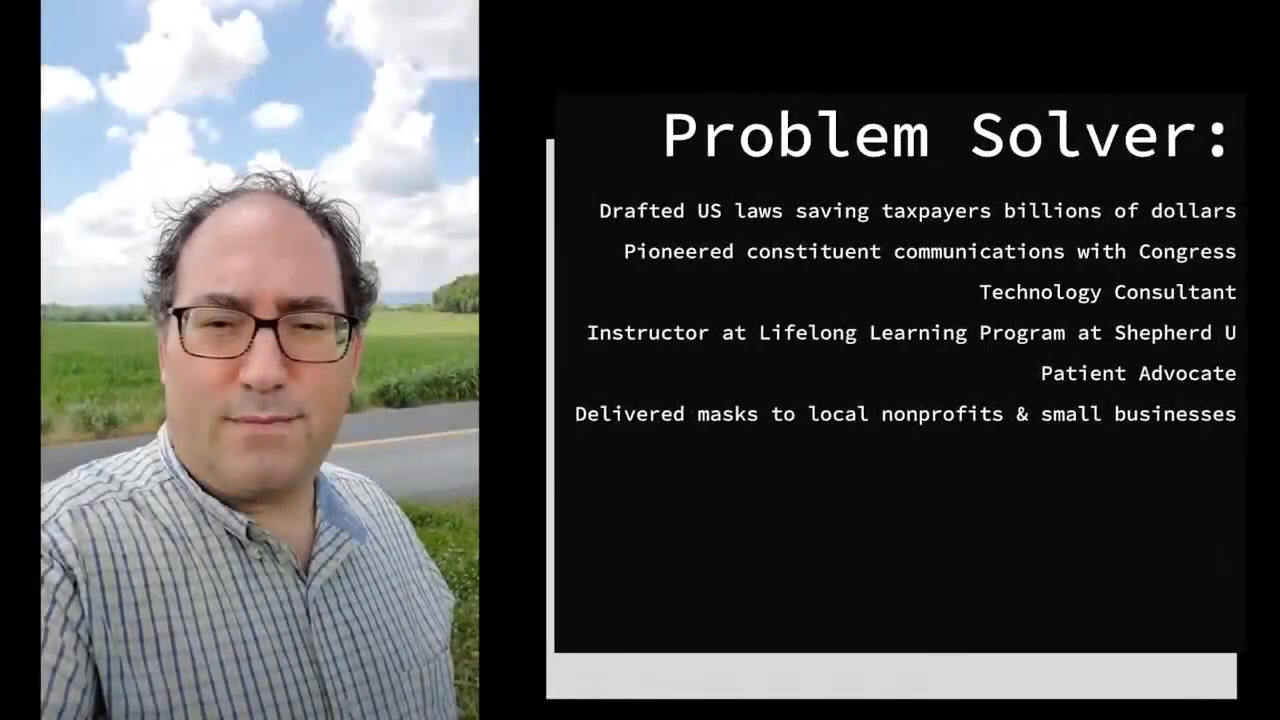 Problem Solver:
Drafted US laws saving taxpayers billions of dollars
Pioneered constituent communications with Congress
Technology Consultant
Instructor at Lifelong Learning Program at Shepherd U
Patient Advocate
Delivered masks to local nonprofits & small businesses